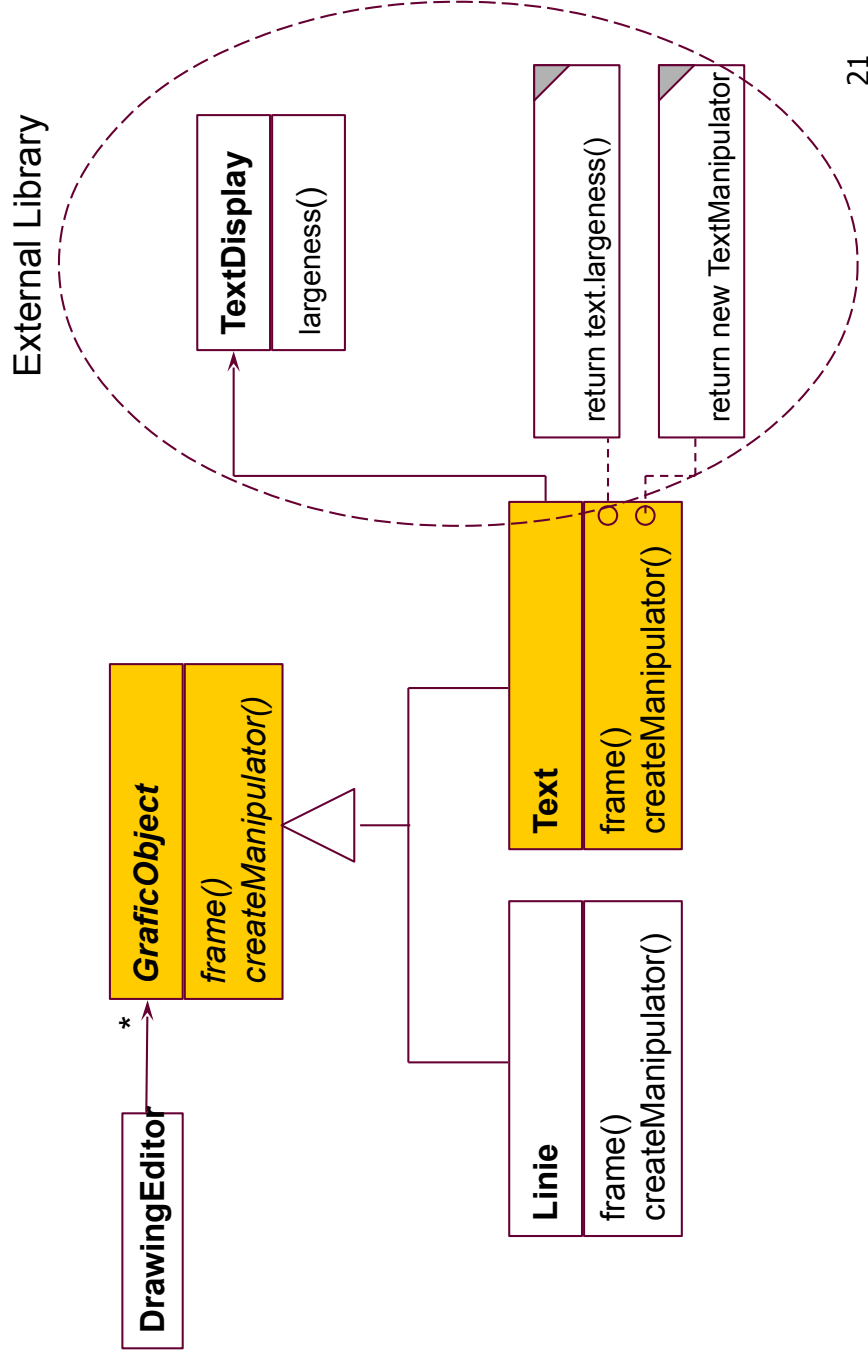 External Library
DrawingEditor
*
GraficObject
frame()
createManipulator()
TextDisplay
largeness()
Linie
frame()
createManipulator()
Text
frame()
createManipulator()
return text.largeness()
return new TextManipulator
21